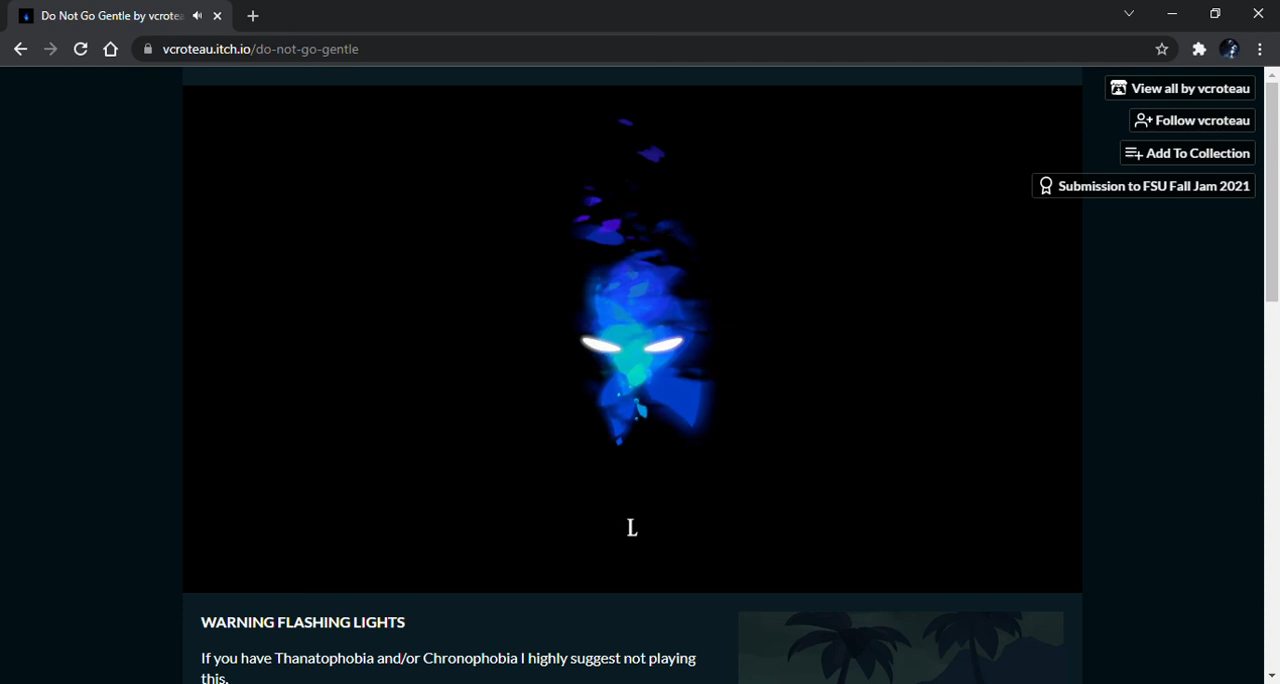 Do Not Go Gentle by vcrotea
vcroteau.itch.io/do-not-go-gentle
View all by vcroteau
Follow vcroteau
Add To Collection
Submission to FSU Fall Jam 2021
L
WARNING FLASHING LIGHTS
If you have Thanatophobia and/or Chronophobia I highly suggest not playing
this.